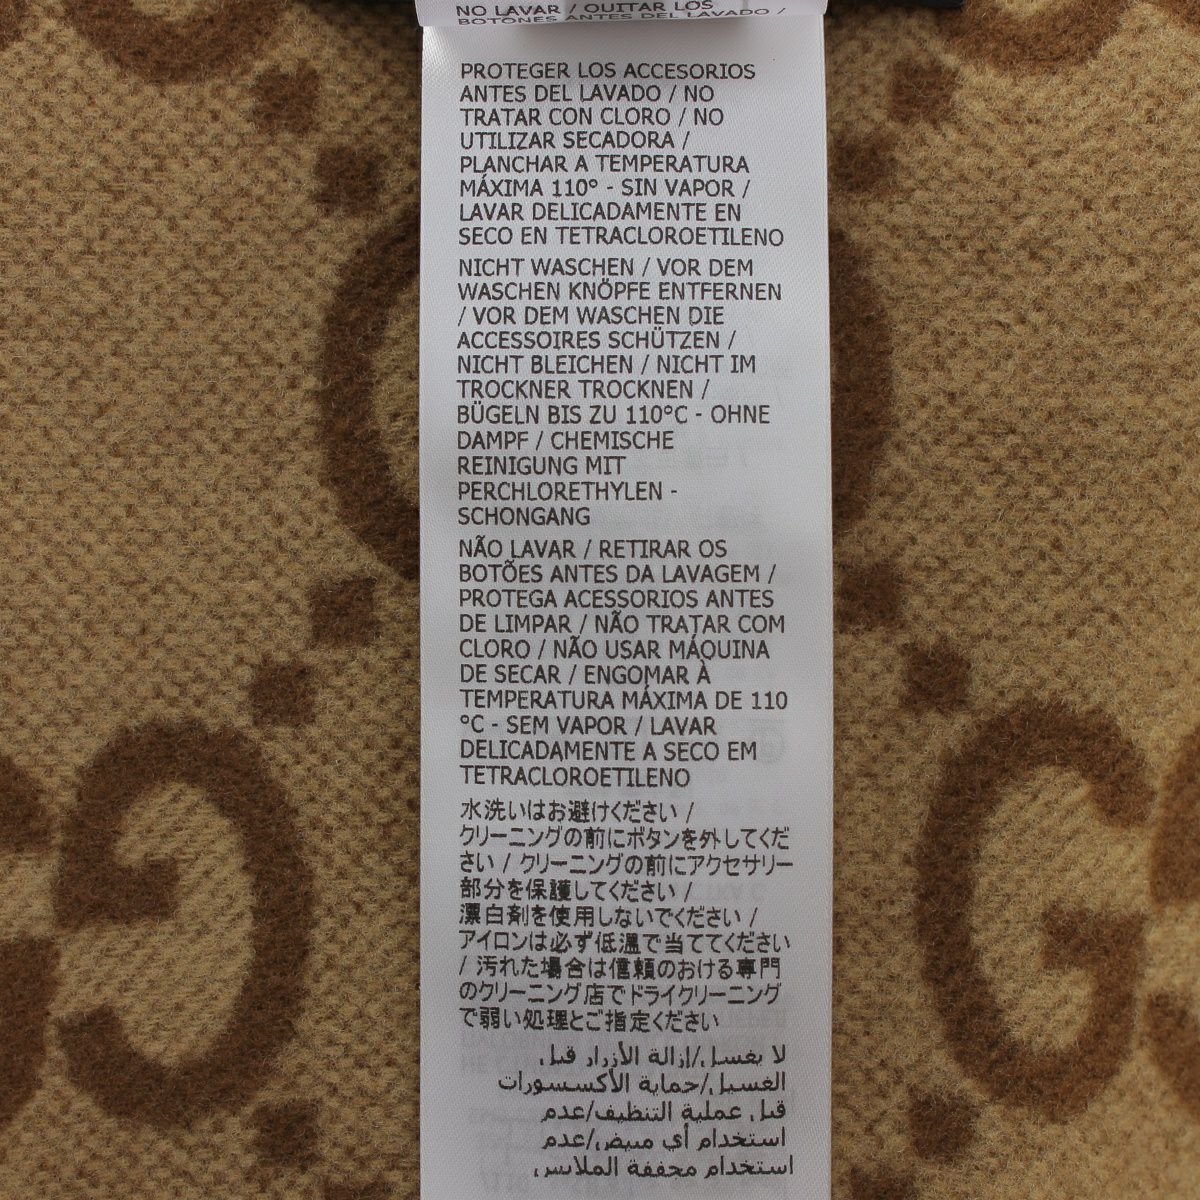 NO LAVAR / QUITAR LOS
BOTONES ANTES DEL LAVADO /
PROTEGER LOS ACCESORIOS
ANTES DEL LAVADO / NO
TRATAR CON CLORO / NO
UTILIZAR SECADORA /
PLANCHAR A TEMPERATURA
MÁXIMA 110° - SIN VAPOR /
LAVAR DELICADAMENTE EN
SECO EN TETRACLOROETILENO
NICHT WASCHEN / VOR DEM
WASCHEN KNÖPFE ENTFERNEN
/ VOR DEM WASCHEN DIE
ACCESSOIRES SCHÜTZEN /
NICHT BLEICHEN / NICHT IM
TROCKNER TROCKNEN /
BÜGELN BIS ZU 110°C - OHNE
DAMPF / CHEMISCHE
REINIGUNG MIT
PERCHLORETHYLEN -
SCHONGANG
NÃO LAVAR / RETIRAR OS
BOTÕES ANTES DA LAVAGEM /
PROTEGA ACESSORIOS ANTES
DE LIMPAR / NÃO TRATAR COM
CLORO / NÃO USAR MÁQUINA
DE SECAR / ENGOMAR À
TEMPERATURA MÁXIMA DE 110
°C - SEM VAPOR / LAVAR
DELICADAMENTE A SECO EM
TETRACLOROETILENO
水洗いはお避けください /
クリーニングの前にボタンを外してくだ
さい / クリーニングの前にアクセサリー
部分を保護してください /
漂白剤を使用しないでください /
アイロンは必ず低温で当ててください
/ 汚れた場合は信頼のおける専門
のクリーニング店でドライクリーニング
で弱い処理とご指定ください
لا يغسل/إزالة الأزرار قبل
الغسيل/حماية الأكسسورات
قبل عملية التنظيف/عدم
استخدام أي مبيض/عدم
استخدام مجففة الملابس